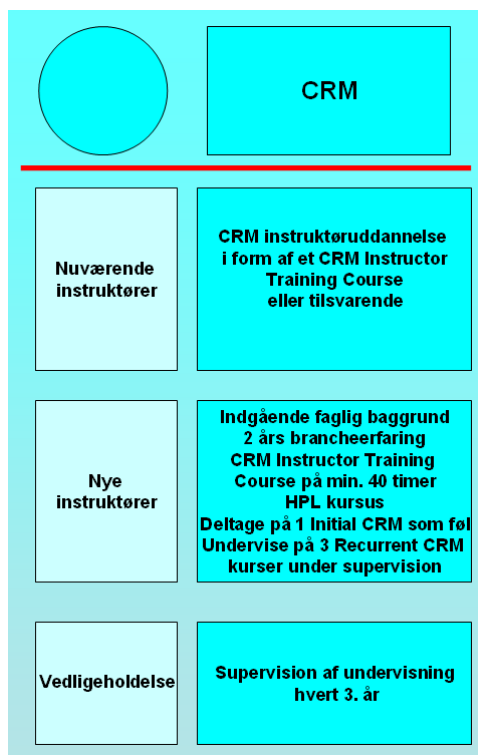 CRM
Nuværende
instruktører
CRM instruktøruddannelse
i form af et CRM Instructor
Training Course
eller tilsvarende
Nye
instruktører
Indgående faglig baggrund
2 års brancheerfaring
CRM Instructor Training
Course på min. 40 timer
HPL kursus
Deltage på 1 Initial CRM som føl
Undervise på 3 Recurrent CRM
kurser under supervision
Vedligeholdelse
Supervision af undervisning
hvert 3. år